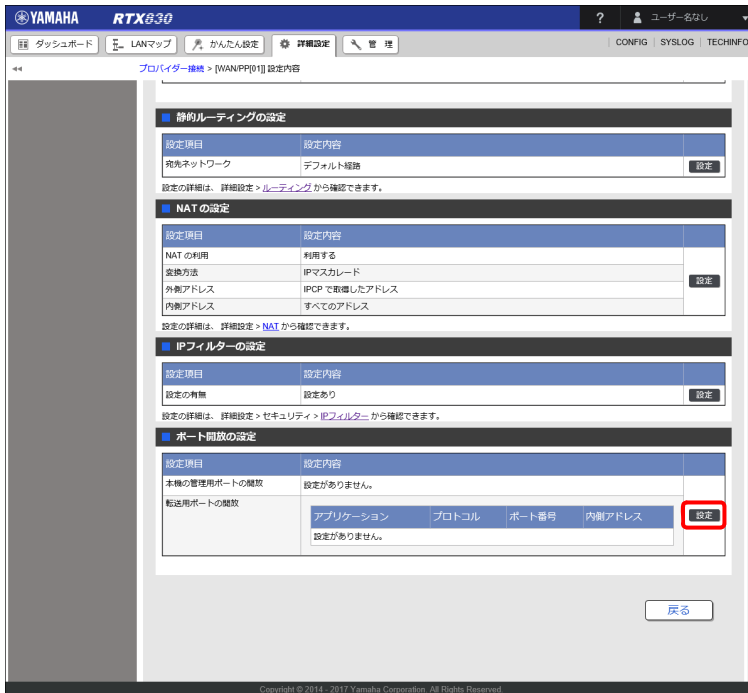 YAMAHA RTX830 ? ユーザー名なし
ダッシュボード LANマップ かんたん設定 詳細設定 管 理 CONFIG SYSLOG TECHINFO
プロバイダー接続 > [WAN/PP[01]] 設定内容
静的ルーティングの設定
設定項目 設定内容
宛先ネットワーク デフォルト経路 設定
設定の詳細は、 詳細設定 > ルーティング から確認できます。
NAT の設定
設定項目 設定内容
NAT の利用 利用する
変換方法 IPマスカレード
設定
外側アドレス IPCP で取得したアドレス
内側アドレス すべてのアドレス
設定の詳細は、 詳細設定 > NAT から確認できます。
IPフィルターの設定
設定項目 設定内容
設定の有無 設定あり 設定
設定の詳細は、 詳細設定 > セキュリティ > IPフィルター から確認できます。
ポート開放の設定
設定項目 設定内容
本機の管理用ポートの開放 設定がありません。
転送用ポートの開放
アプリケーション プロトコル ポート番号 内側アドレス 設定
設定がありません。
戻る
Copyright © 2014 - 2017 Yamaha Corporation. All Rights Reserved.